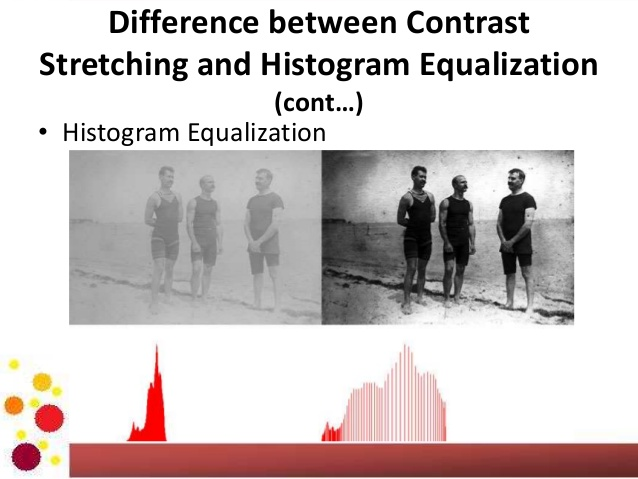 Difference between Contrast
Stretching and Histogram Equalization
(cont…)
• Histogram Equalization